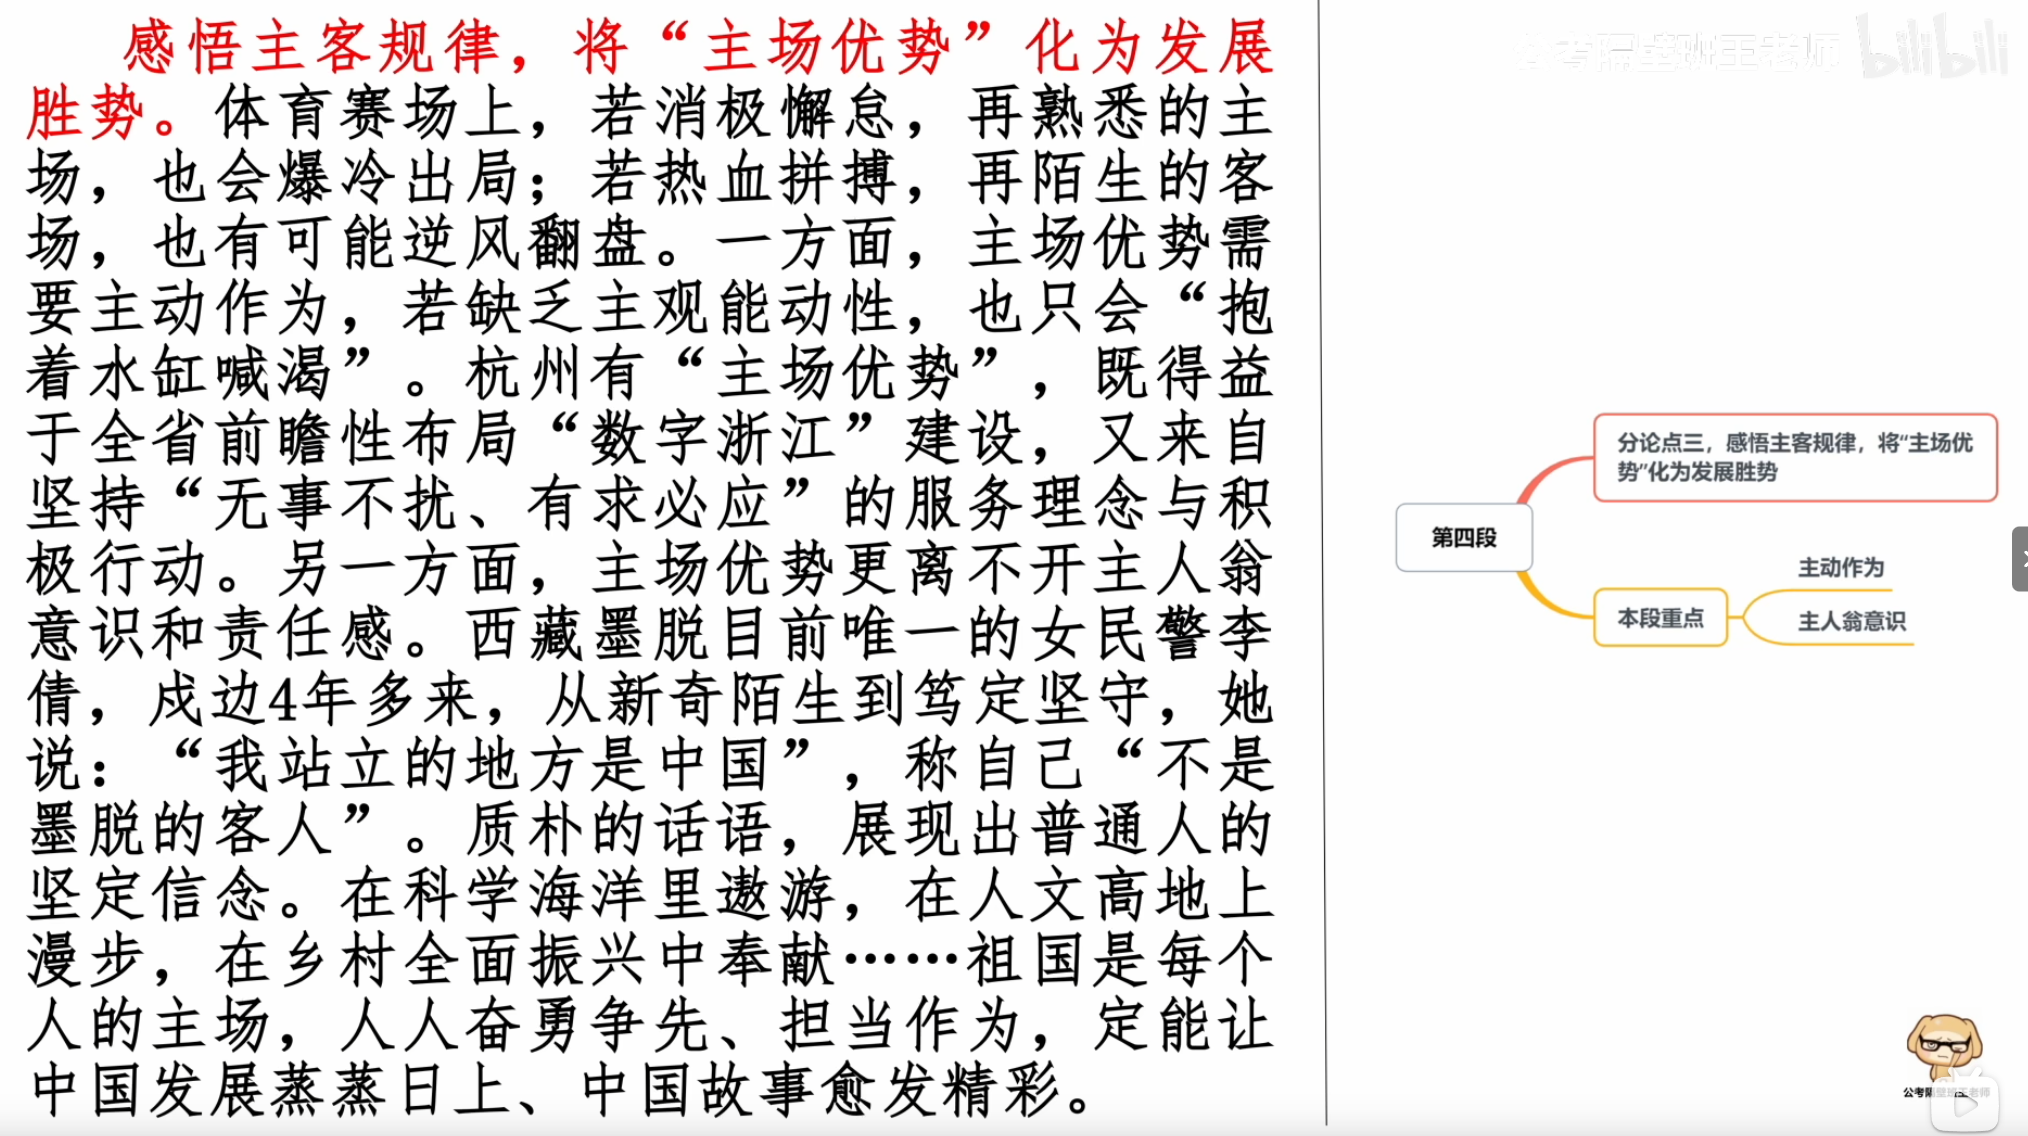 感悟主客规律，将“主场优势”化为发展
胜势。体育赛场上，若消极懈怠，再熟悉的主
场，也会爆冷出局；若热血拼搏，再陌生的客
场，也有可能逆风翻盘。一方面，主场优势需
要主动作为，若缺乏主观能动性，也只会“抱
着水缸喊渴”。杭州有“主场优势”，既得益
于全省前瞻性布局“数字浙江”建设，又来自
坚持“无事不扰、有求必应”的服务理念与积
极行动。另一方面，主场优势更离不开主人翁
意识和责任感。西藏墨脱目前唯一的女民警李
倩，戍边4年多来，从新奇陌生到笃定坚守，她
说：“我站立的地方是中国”，称自己“不是
墨脱的客人”。质朴的话语，展现出普通人的
坚定信念。在科学海洋里遨游，在人文高地上
漫步，在乡村全面振兴中奉献……祖国是每个
人的主场，人人奋勇争先、担当作为，定能让
中国发展蒸蒸日上、中国故事愈发精彩。
公考隔壁班王老师 bilibili
分论点三，感悟主客规律，将“主场优
势”化为发展胜势
第四段
本段重点
主动作为
主人翁意识
公考隔壁班王老师